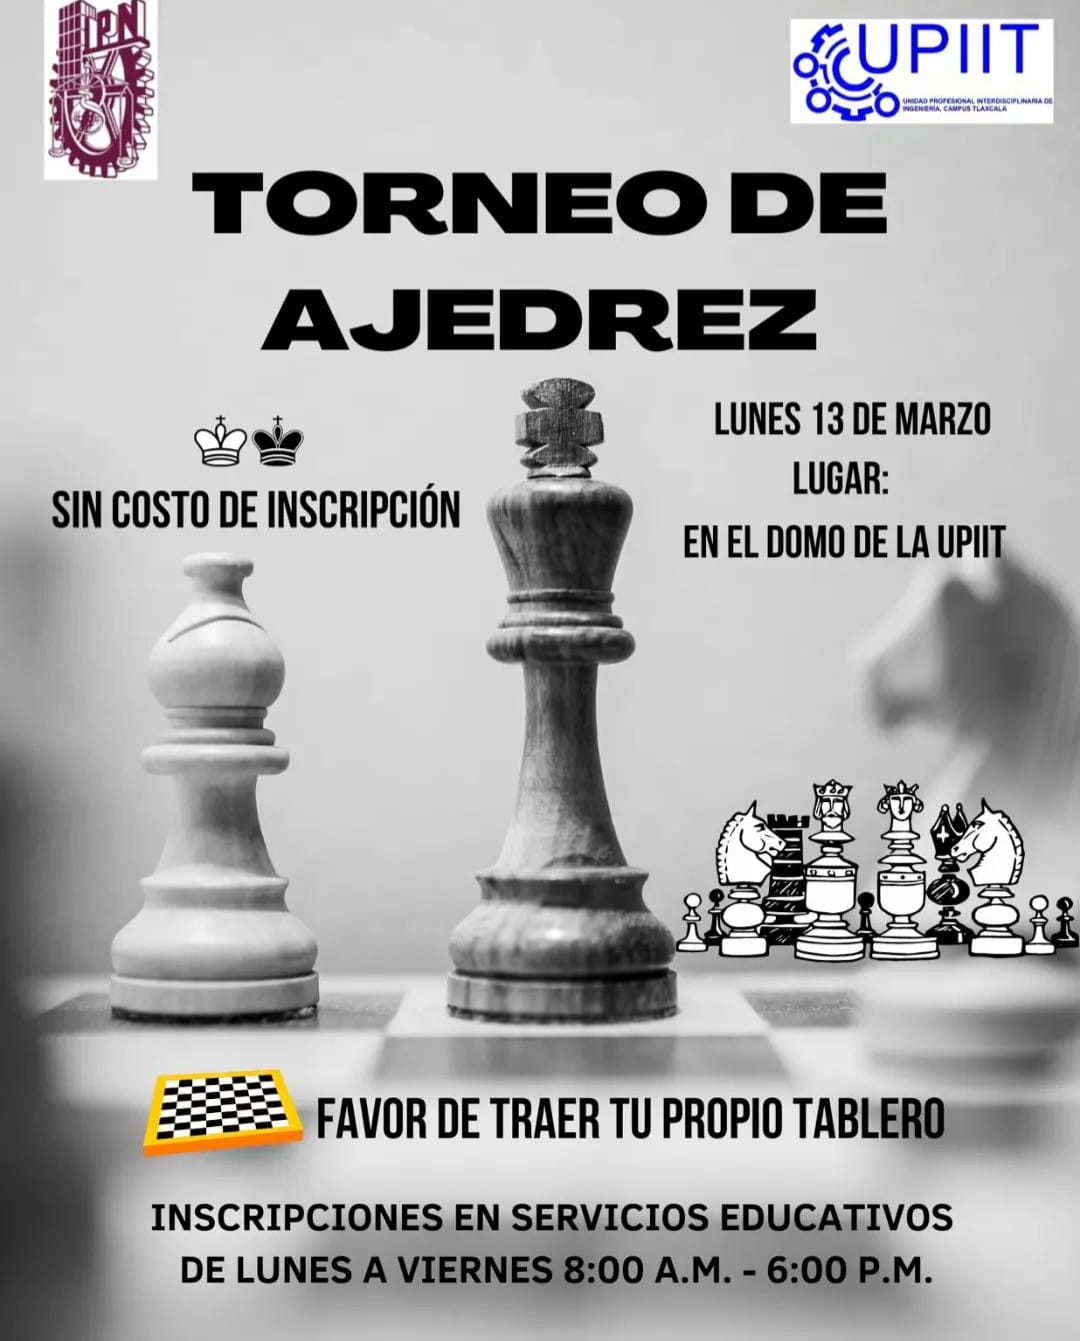 IPN
UPIIT
UNIDAD PROFESIONAL INTERDISCIPLINARIA DE
INGENIERÍA, CAMPUS TLAXCALA
TORNEO DE
AJEDREZ
SIN COSTO DE INSCRIPCIÓN
LUNES 13 DE MARZO
LUGAR:
EN EL DOMO DE LA UPIIT
FAVOR DE TRAER TU PROPIO TABLERO
INSCRIPCIONES EN SERVICIOS EDUCATIVOS
DE LUNES A VIERNES 8:00 A.M. - 6:00 P.M.